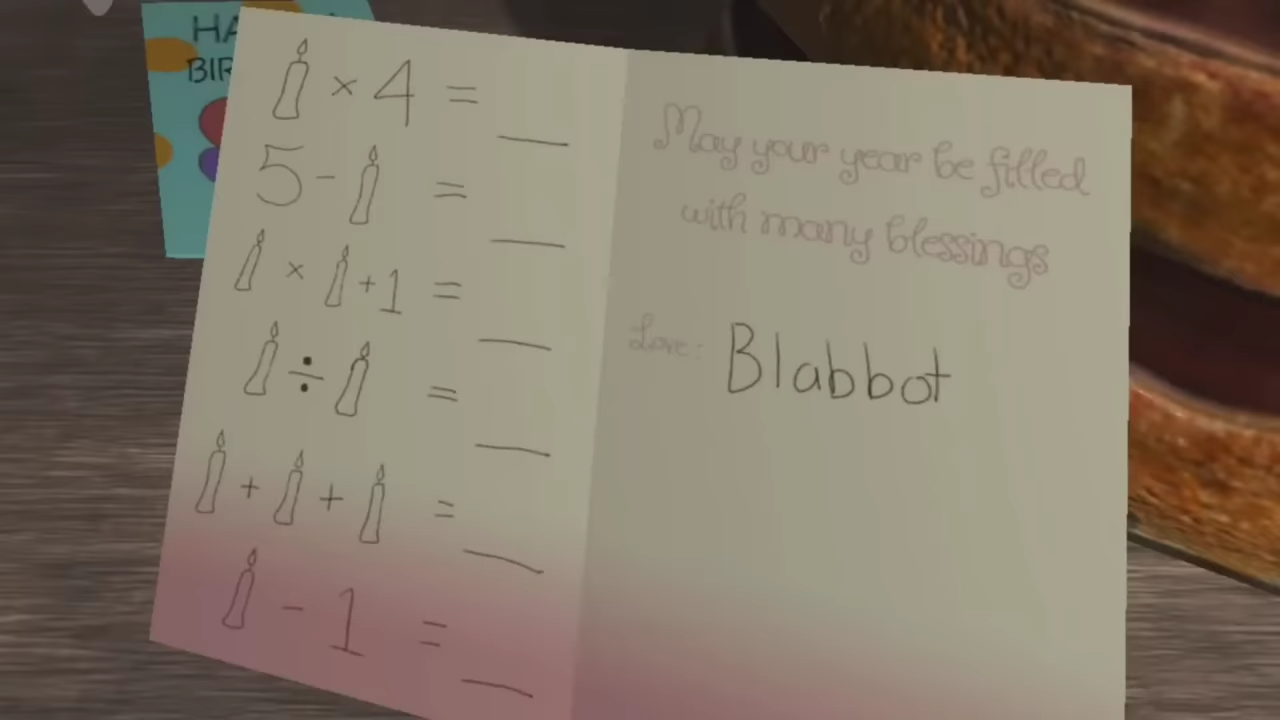 HA
BIR
× 4 =
5 - =
× + 1 =
÷ =
+ + =
- 1 =
May your year be filled
with many blessings
Love: Blabbot